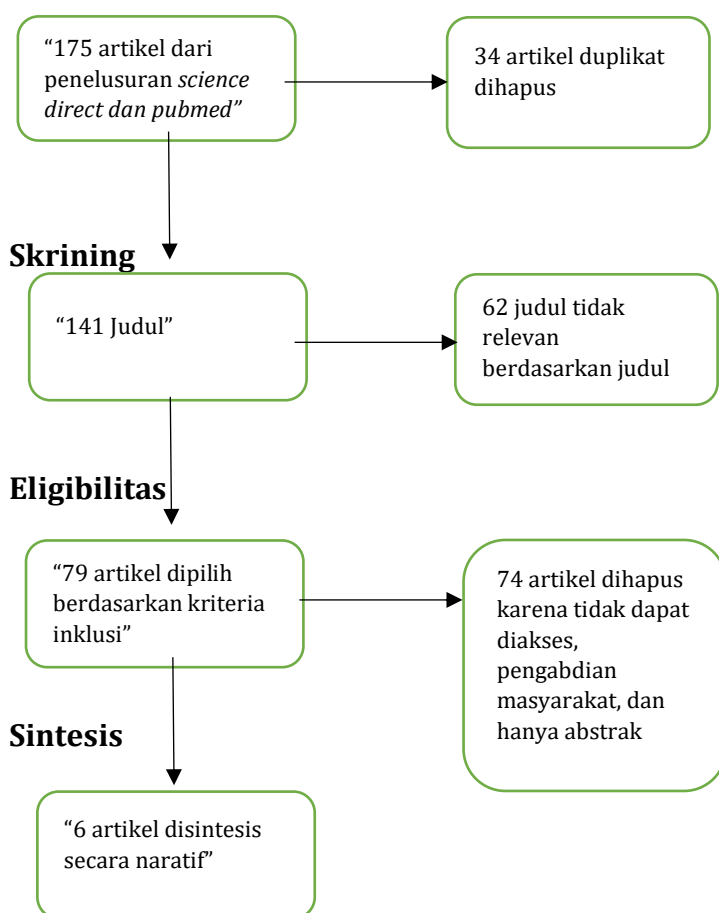 “175 artikel dari
penelusuran science
direct dan pubmed”
34 artikel duplikat
dihapus
Skrining
“141 Judul”
62 judul tidak
relevan
berdasarkan judul
Eligibilitas
“79 artikel dipilih
berdasarkan kriteria
inklusi”
74 artikel dihapus
karena tidak dapat
diakses,
pengabdian
masyarakat, dan
hanya abstrak
Sintesis
“6 artikel disintesis
secara naratif”